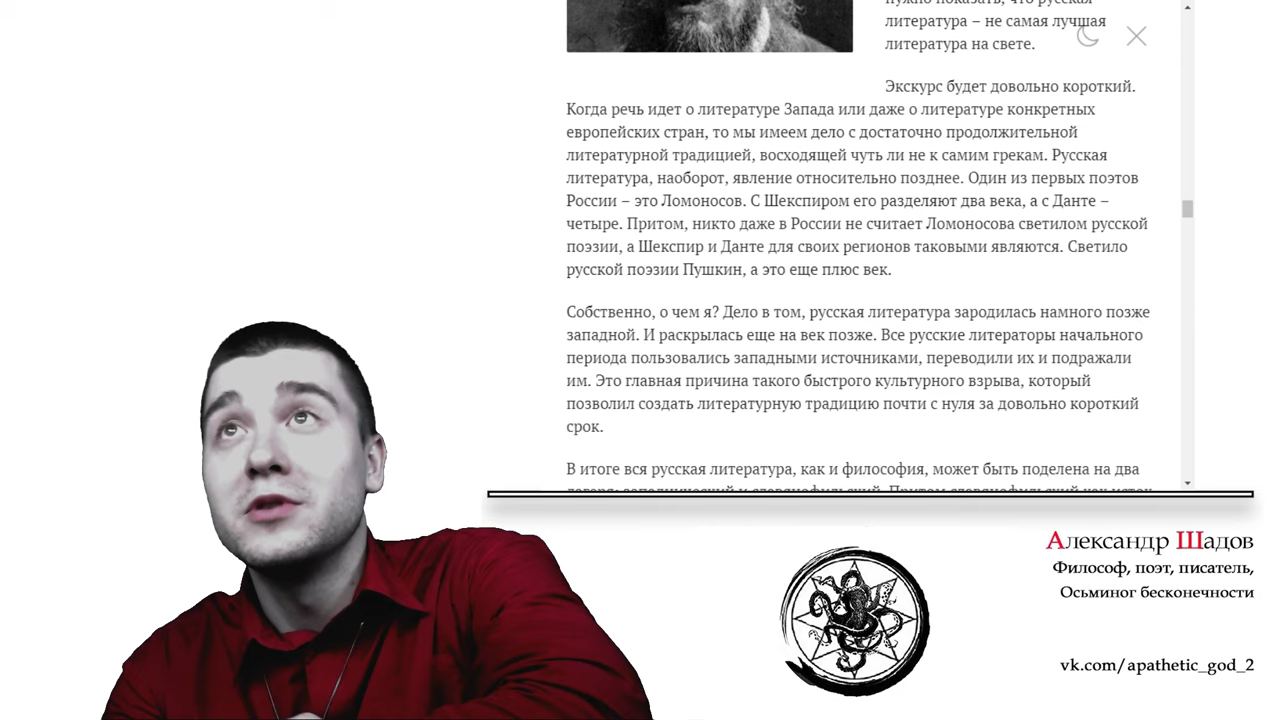 нужно показать, что русская
литература – не самая лучшая
литература на свете.
Экскурс будет довольно короткий.
Когда речь идет о литературе Запада или даже о литературе конкретных
европейских стран, то мы имеем дело с достаточно продолжительной
литературной традицией, восходящей чуть ли не к самим грекам. Русская
литература, наоборот, явление относительно позднее. Один из первых поэтов
России – это Ломоносов. С Шекспиром его разделяют два века, а с Данте –
четыре. Притом, никто даже в России не считает Ломоносова светилом русской
поэзии, а Шекспир и Данте для своих регионов таковыми являются. Светило
русской поэзии Пушкин, а это еще плюс век.
Собственно, о чем я? Дело в том, русская литература зародилась намного позже
западной. И раскрылась еще на век позже. Все русские литераторы начального
периода пользовались западными источниками, переводили их и подражали
им. Это главная причина такого быстрого культурного взрыва, который
позволил создать литературную традицию почти с нуля за довольно короткий
срок.
В итоге вся русская литература, как и философия, может быть поделена на два
Александр Шадов
Философ, поэт, писатель,
Осьминог бесконечности
vk.com/apathetic_god_2